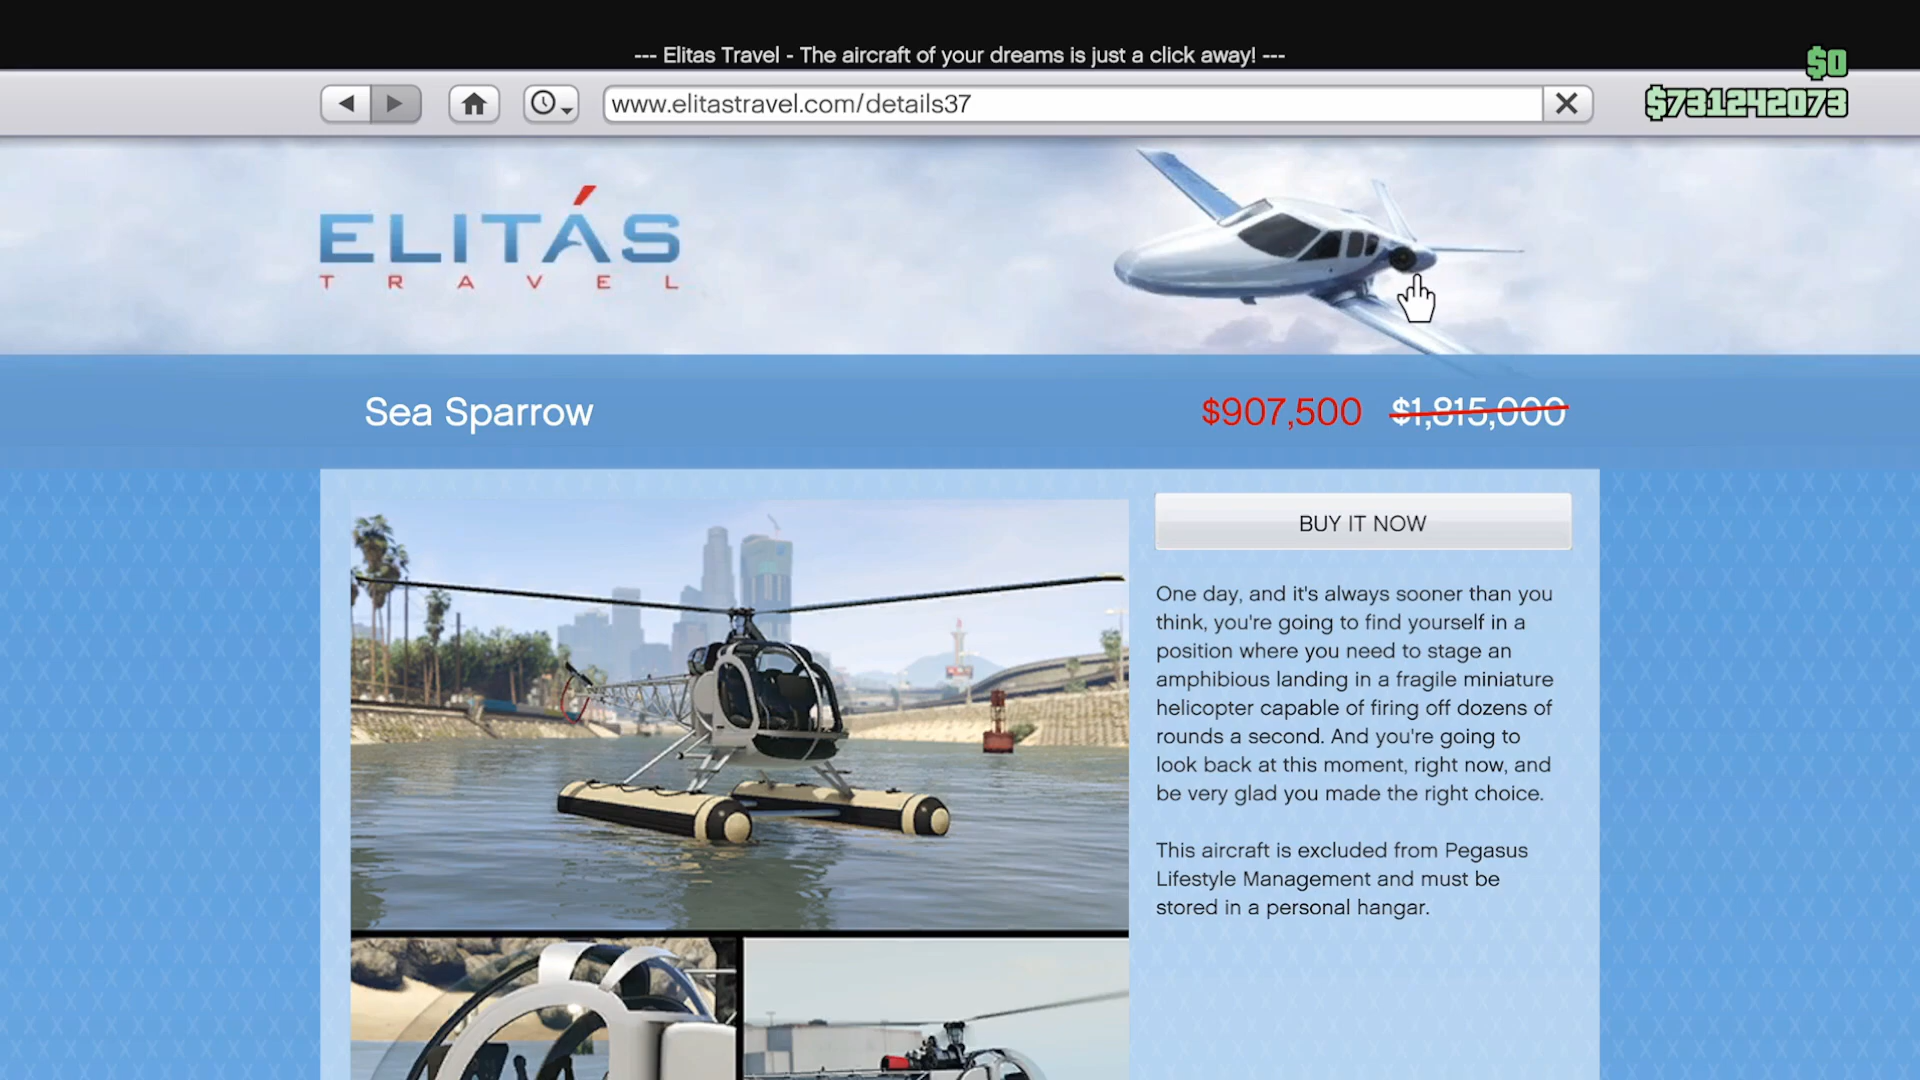 --- Elitas Travel - The aircraft of your dreams is just a click away! ---
$0
www.elitastravel.com/details37
$731242073
ELITÁS
TRAVEL
Sea Sparrow
$907,500 $1,815,000
BUY IT NOW
One day, and it's always sooner than you
think, you're going to find yourself in a
position where you need to stage an
amphibious landing in a fragile miniature
helicopter capable of firing off dozens of
rounds a second. And you're going to
look back at this moment, right now, and
be very glad you made the right choice.
This aircraft is excluded from Pegasus
Lifestyle Management and must be
stored in a personal hangar.